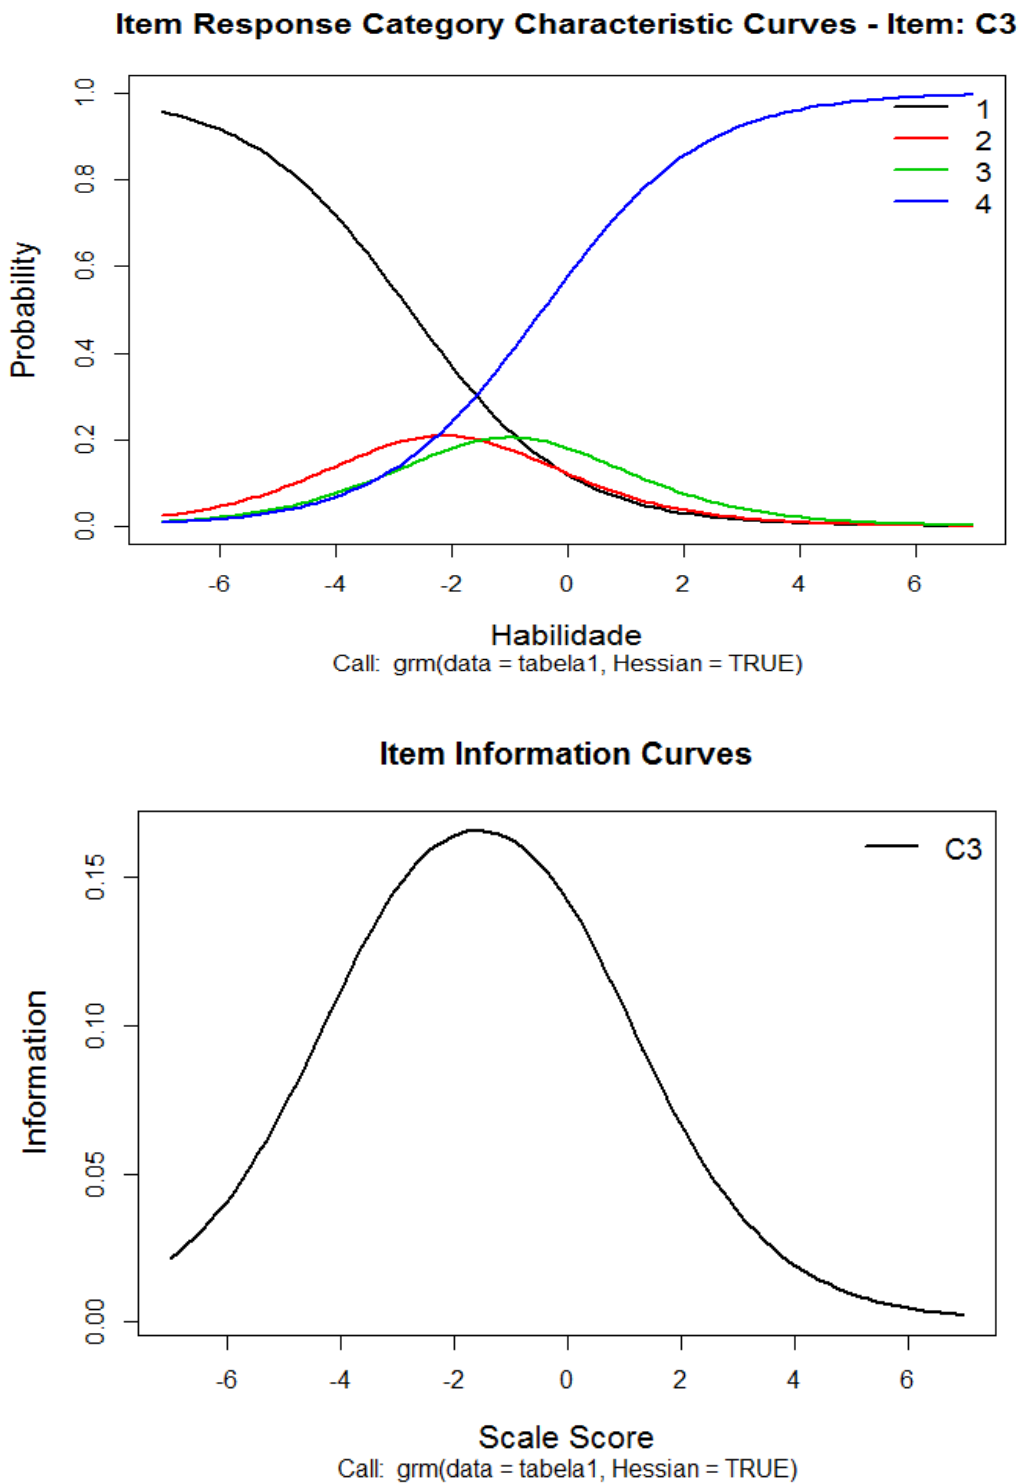 Item Response Category Characteristic Curves - Item: C3
1.0
0.8
0.6
0.4
0.2
0.0
Probability
1
2
3
4
-6 -4 -2 0 2 4 6
Habilidade
Call: grm(data = tabela1, Hessian = TRUE)
Item Information Curves
0.15
0.10
0.05
0.00
Information
C3
-6 -4 -2 0 2 4 6
Scale Score
Call: grm(data = tabela1, Hessian = TRUE)